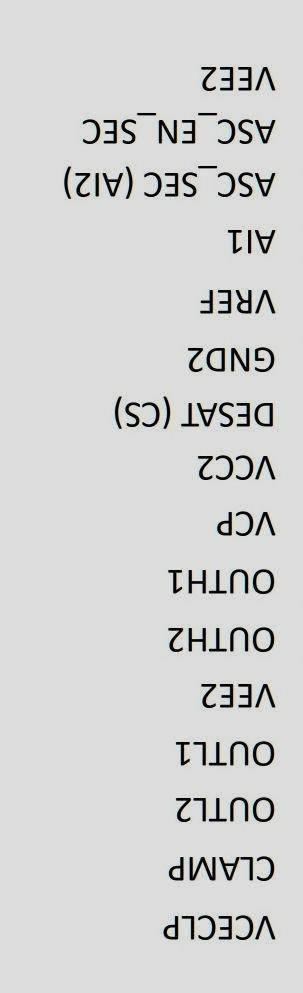 VCECLP
CLAMP
OUTL2
OUTL1
VEE2
OUTH2
OUTH1
VCP
VCC2
DESAT (CS)
GND2
VREF
AI1
ASC_SEC (AI2)
ASC_EN_SEC
VEE2